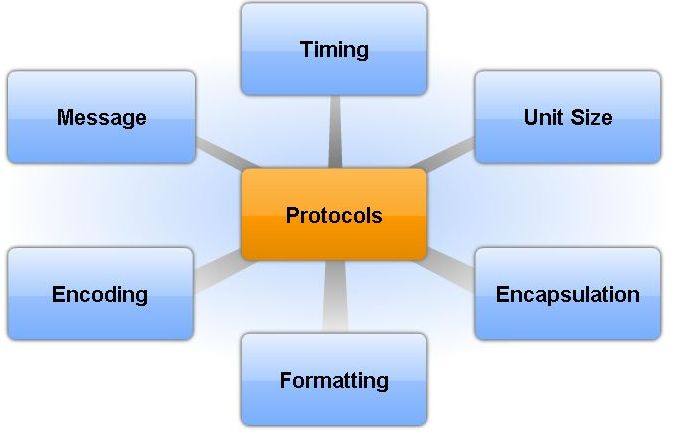 Timing
Message
Unit Size
Protocols
Encoding
Encapsulation
Formatting